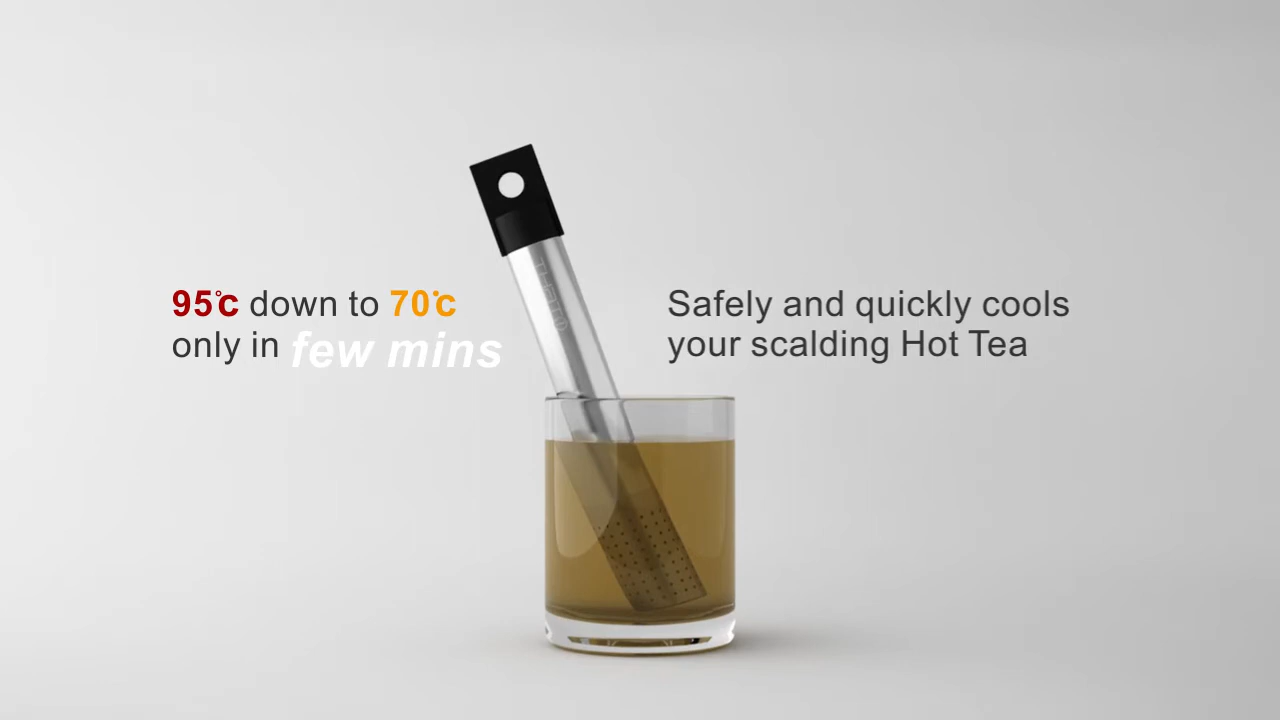 95℃ down to 70℃
only in few mins
Safely and quickly cools
your scalding Hot Tea